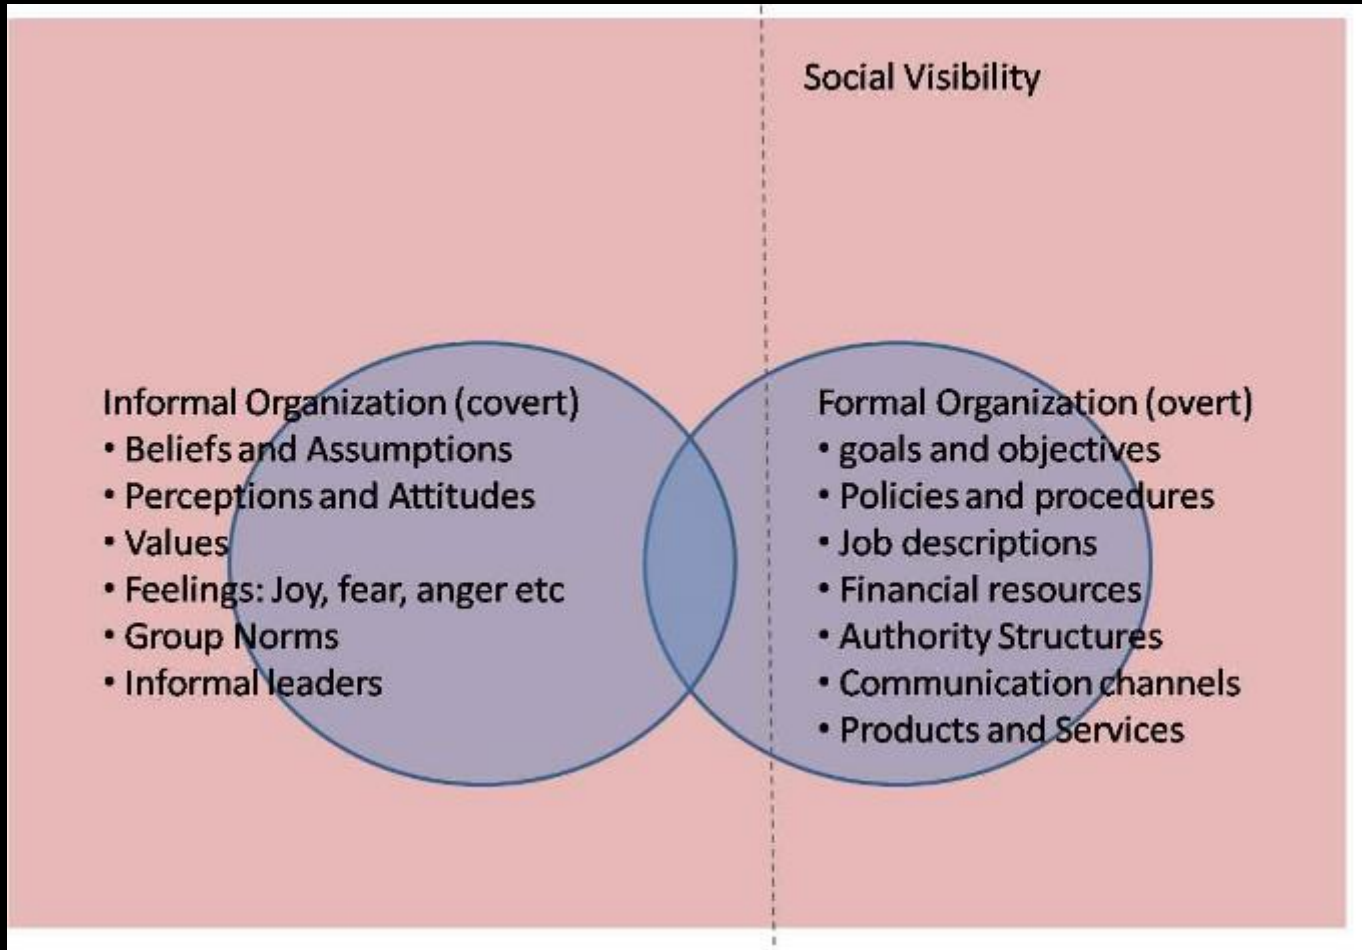 Social Visibility
Informal Organization (covert)
• Beliefs and Assumptions
• Perceptions and Attitudes
• Values
• Feelings: Joy, fear, anger etc
• Group Norms
• Informal leaders
Formal Organization (overt)
• goals and objectives
• Policies and procedures
• Job descriptions
• Financial resources
• Authority Structures
• Communication channels
• Products and Services